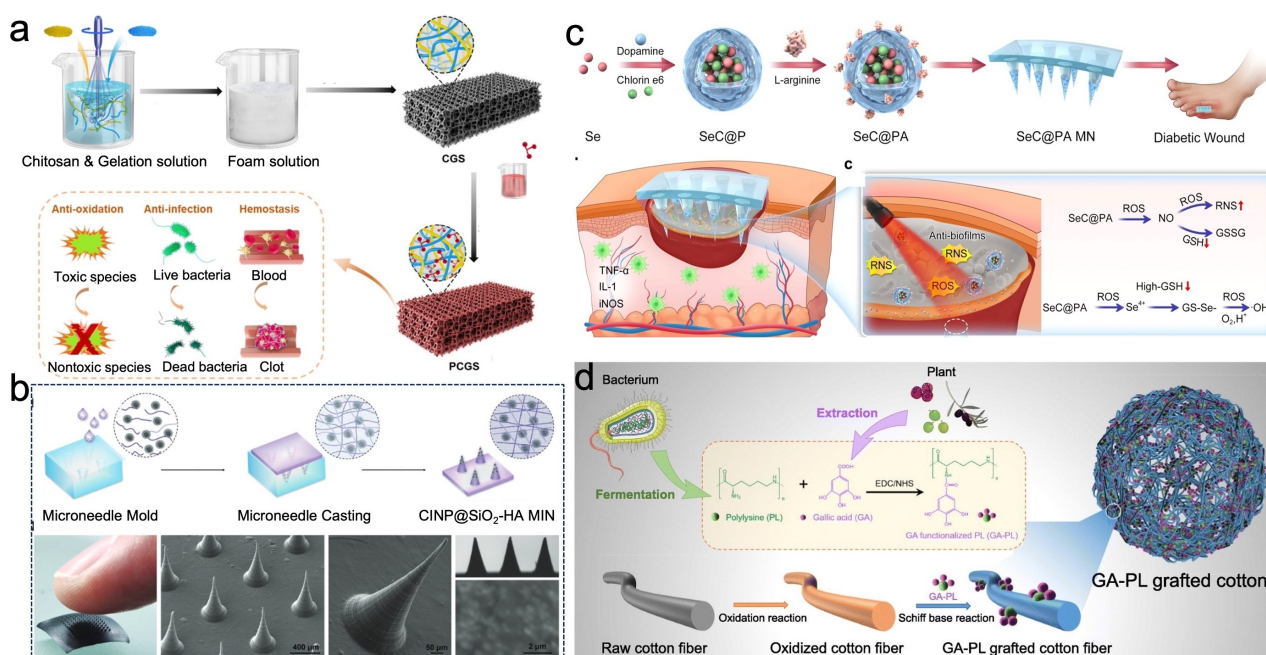 a
Chitosan & Gelation solution
Foam solution
CGS
PCGS
Anti-oxidation
Anti-infection
Hemostasis
Toxic species
Live bacteria
Blood
Nontoxic species
Dead bacteria
Clot
b
Microneedle Mold
Microneedle Casting
CINP@SiO₂-HA MIN
400 μm
50 μm
2 μm
c
Dopamine
Chlorin e6
L-arginine
Se
SeC@P
SeC@PA
SeC@PA MN
Diabetic Wound
TNF-α
IL-1
iNOS
c
Anti-biofilms
RNS
RNS
ROS
SeC@PA
ROS
NO
ROS
RNS
GSH
GSSG
SeC@PA
ROS
Se⁴⁺
High-GSH
GS-Se-
ROS
O₂,H⁺
·OH
d
Bacterium
Plant
Extraction
Fermentation
NH₂
n
Polylysine (PL)
+
COOH
HO
OH
OH
Gallic acid (GA)
EDC/NHS
n
GA functionalized PL (GA-PL)
GA-PL grafted cotton
Raw cotton fiber
Oxidation reaction
Oxidized cotton fiber
GA-PL
Schiff base reaction
GA-PL grafted cotton fiber